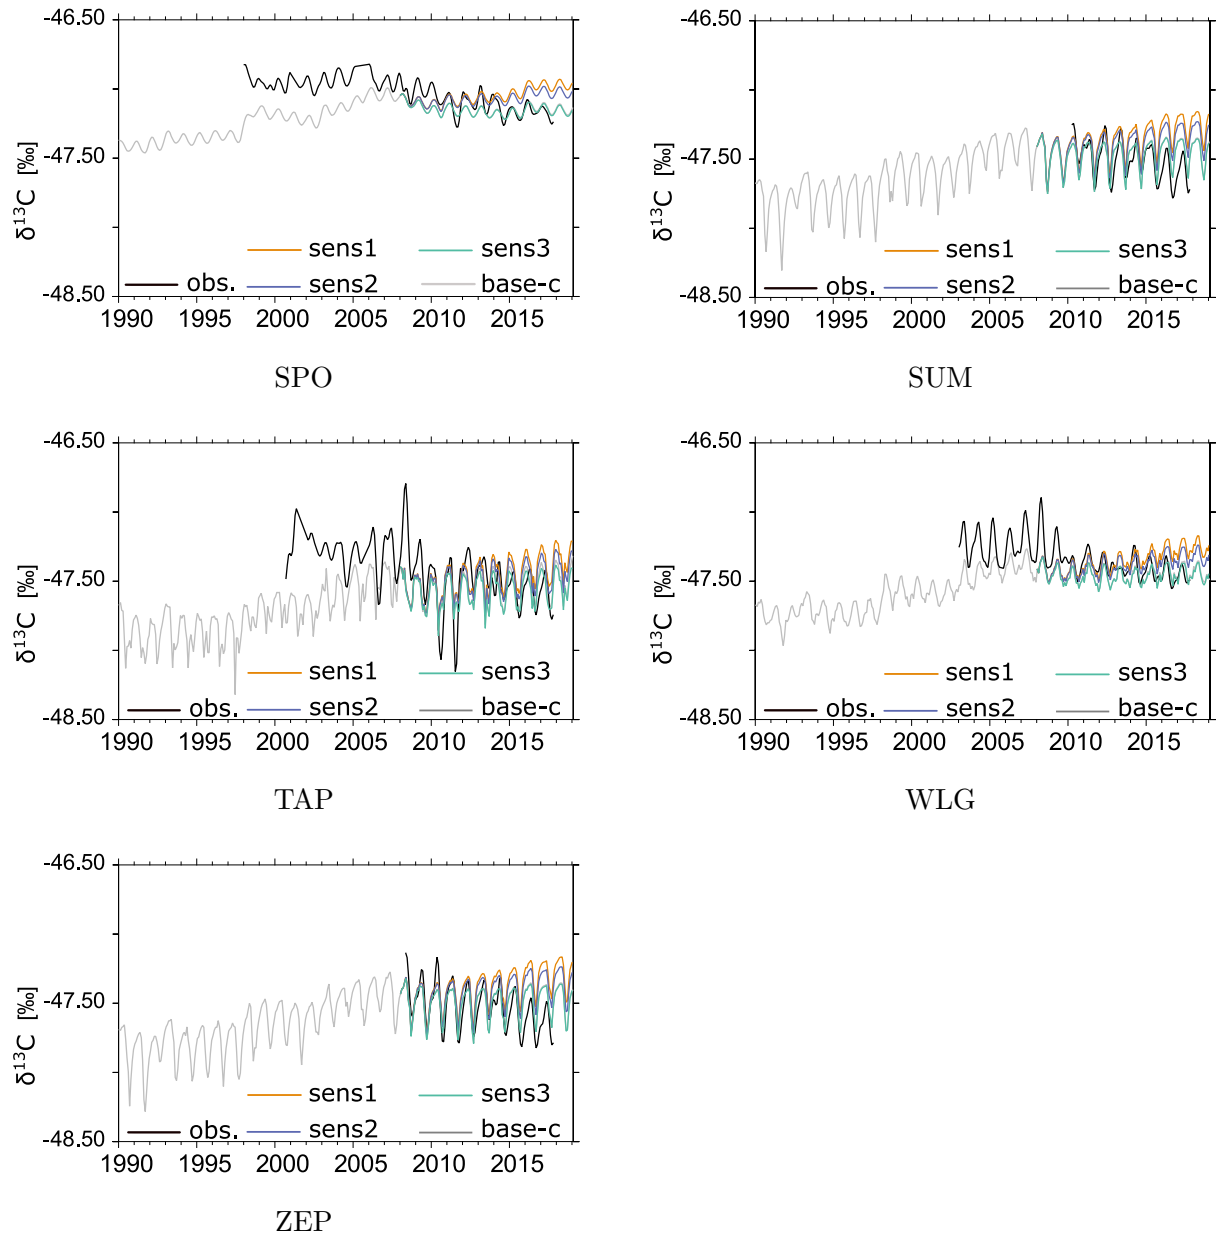 -46.50
-47.50
-48.50
δ¹³C [‰]
sens1 sens3
obs. sens2 base-c
1990 1995 2000 2005 2010 2015
SPO
-46.50
-47.50
-48.50
δ¹³C [‰]
sens1 sens3
obs. sens2 base-c
1990 1995 2000 2005 2010 2015
SUM
-46.50
-47.50
-48.50
δ¹³C [‰]
sens1 sens3
obs. sens2 base-c
1990 1995 2000 2005 2010 2015
TAP
-46.50
-47.50
-48.50
δ¹³C [‰]
sens1 sens3
obs. sens2 base-c
1990 1995 2000 2005 2010 2015
WLG
-46.50
-47.50
-48.50
δ¹³C [‰]
sens1 sens3
obs. sens2 base-c
1990 1995 2000 2005 2010 2015
ZEP